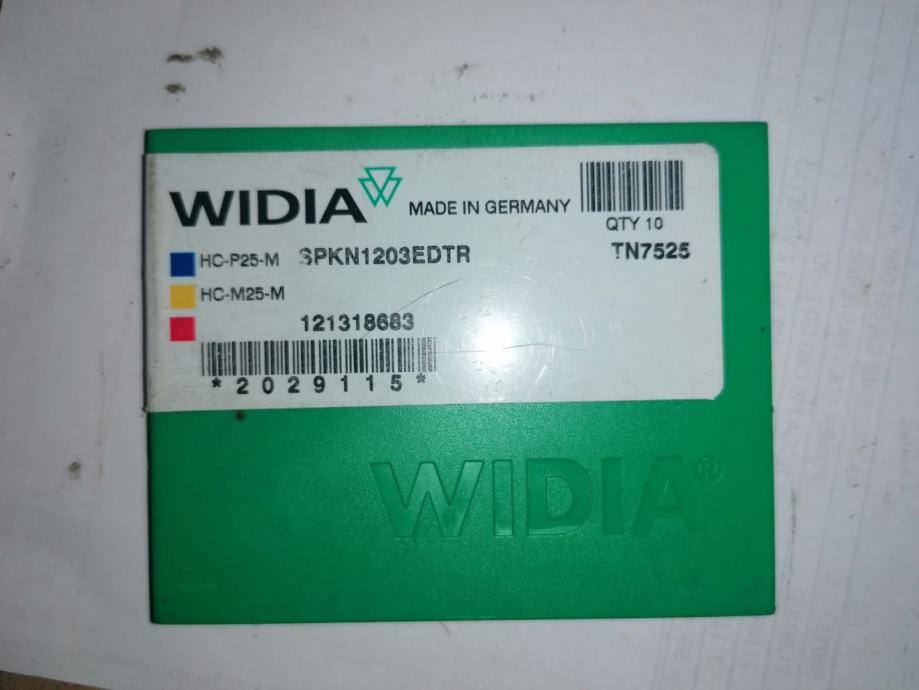 WIDIA
MADE IN GERMANY
QTY 10
HC-P25-M SPKN1203EDTR TN7525
HC-M25-M
121318683
*2029115*
WIDIA®